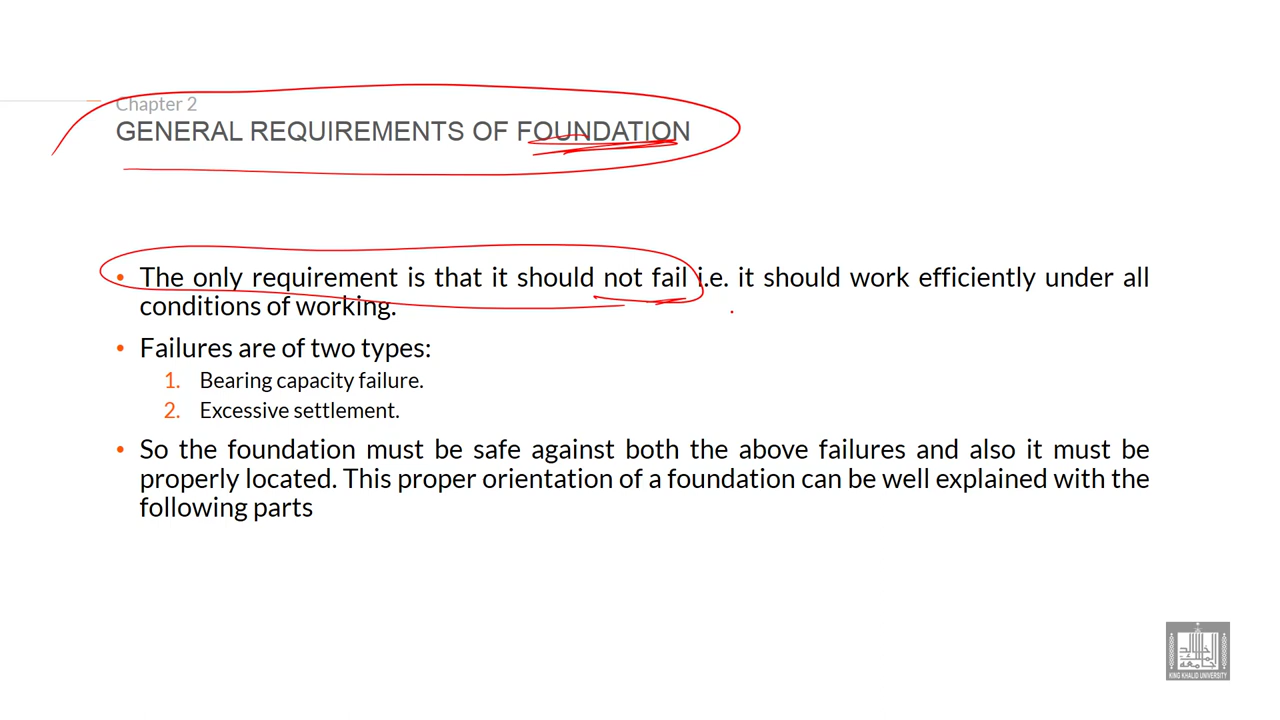 Chapter 2
GENERAL REQUIREMENTS OF FOUNDATION
• The only requirement is that it should not fail i.e. it should work efficiently under all
conditions of working.
• Failures are of two types:
1. Bearing capacity failure.
2. Excessive settlement.
• So the foundation must be safe against both the above failures and also it must be
properly located. This proper orientation of a foundation can be well explained with the
following parts
جامعة الملك خالد
KING KHALID UNIVERSITY